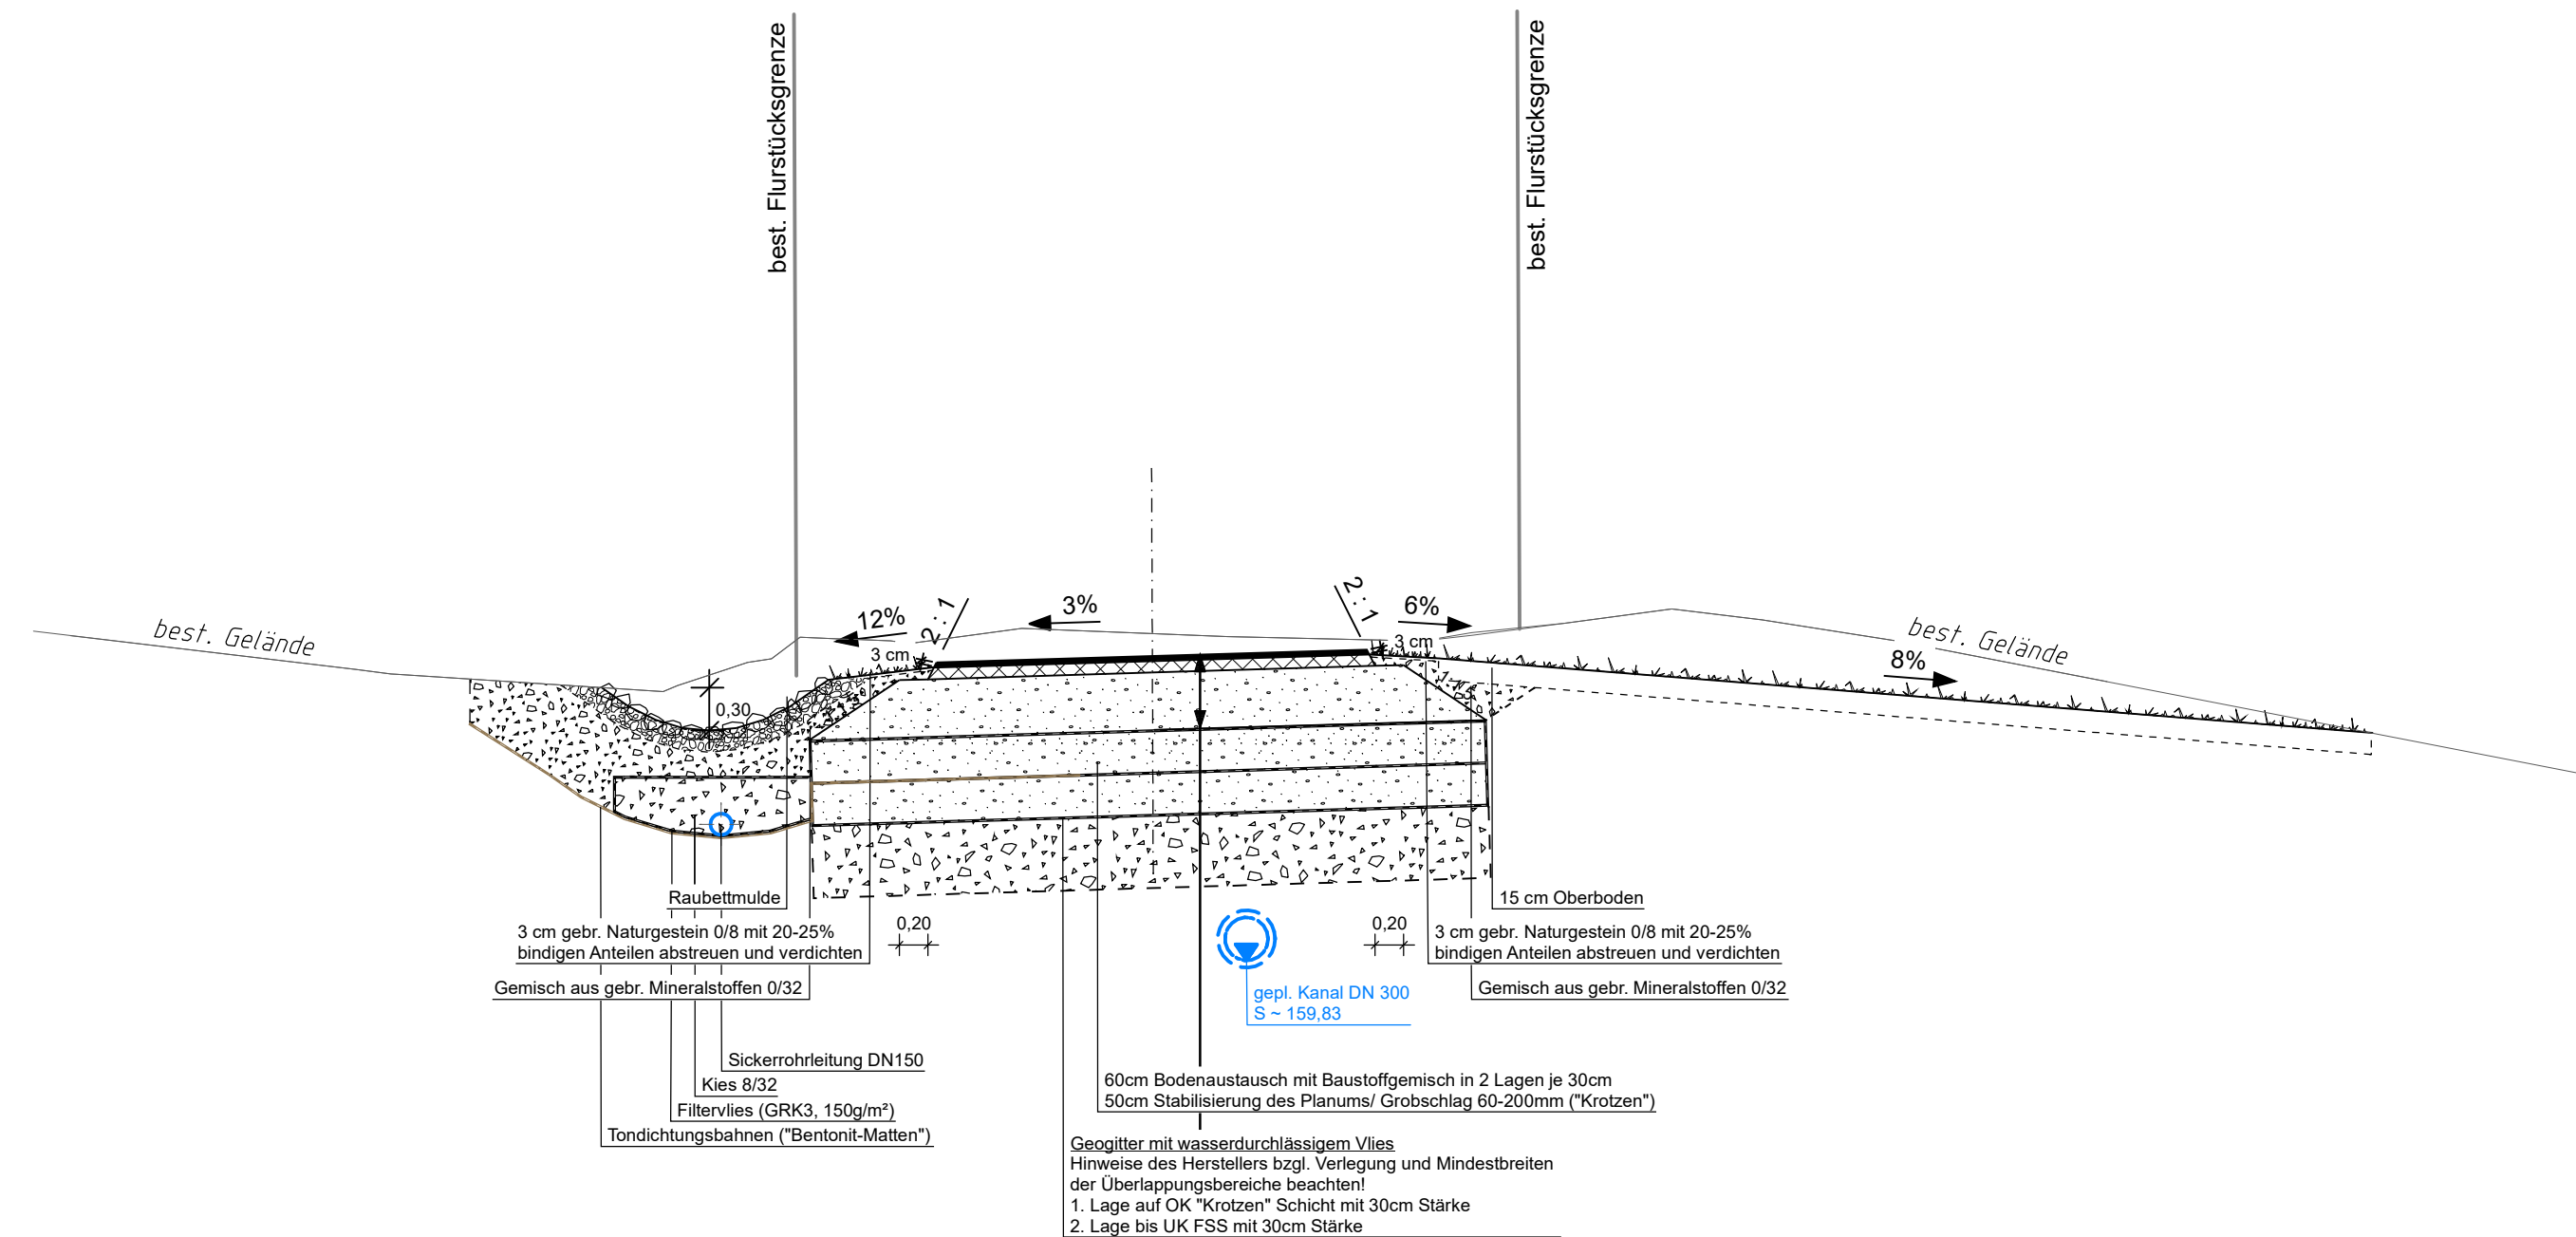 best. Flurstücksgrenze
best. Flurstücksgrenze
best. Gelände
12%
2 : 1
3%
2 : 1
6%
best. Gelände
8%
3 cm
3 cm
0,30
Raubettmulde
15 cm Oberboden
3 cm gebr. Naturgestein 0/8 mit 20-25%
bindigen Anteilen abstreuen und verdichten
0,20
0,20
3 cm gebr. Naturgestein 0/8 mit 20-25%
bindigen Anteilen abstreuen und verdichten
Gemisch aus gebr. Mineralstoffen 0/32
gepl. Kanal DN 300
S ~ 159,83
Gemisch aus gebr. Mineralstoffen 0/32
Sickerrohrleitung DN150
Kies 8/32
Filtervlies (GRK3, 150g/m²)
Tondichtungsbahnen ("Bentonit-Matten")
60cm Bodenaustausch mit Baustoffgemisch in 2 Lagen je 30cm
50cm Stabilisierung des Planums/ Grobschlag 60-200mm ("Krotzen")
Geogitter mit wasserdurchlässigem Vlies
Hinweise des Herstellers bzgl. Verlegung und Mindestbreiten
der Überlappungsbereiche beachten!
1. Lage auf OK "Krotzen" Schicht mit 30cm Stärke
2. Lage bis UK FSS mit 30cm Stärke